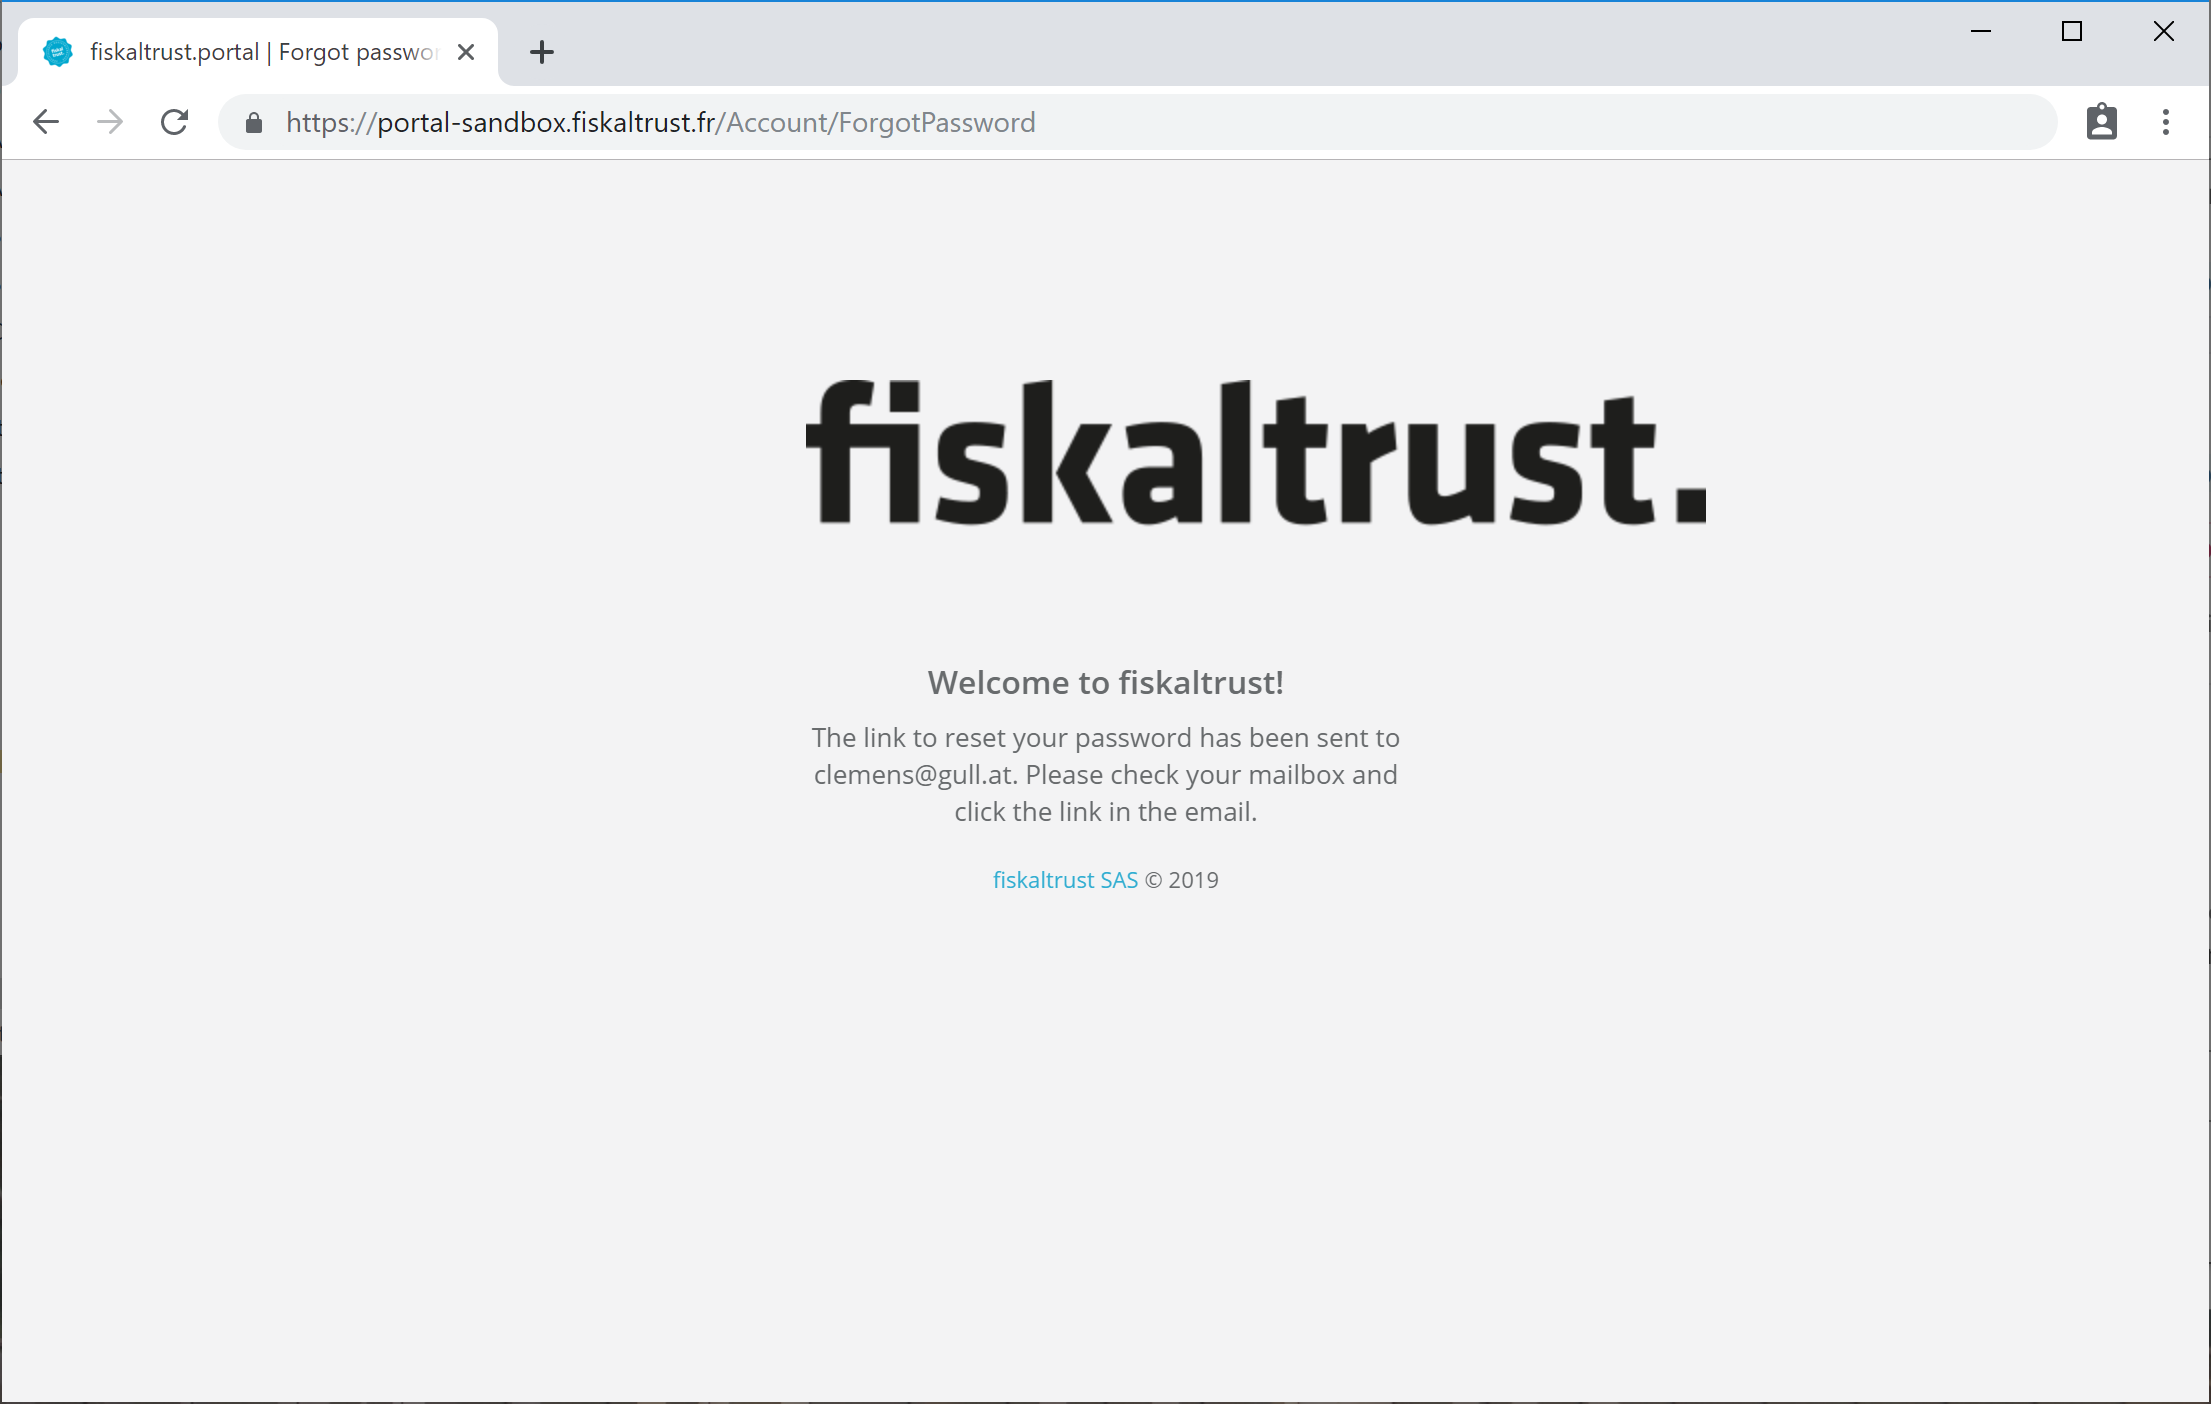 fiskaltrust.portal | Forgot passwor
https://portal-sandbox.fiskaltrust.fr/Account/ForgotPassword
fiskaltrust.
Welcome to fiskaltrust!
The link to reset your password has been sent to
clemens@gull.at. Please check your mailbox and
click the link in the email.
fiskaltrust SAS © 2019